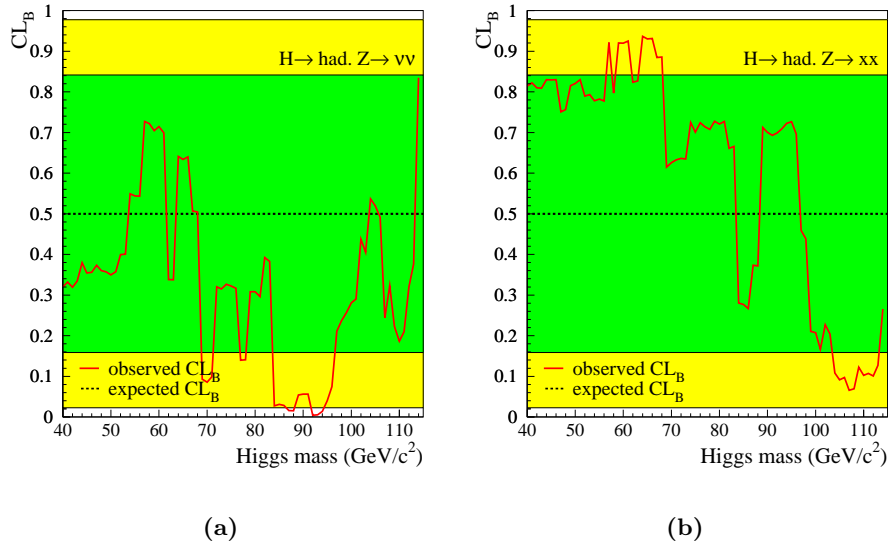 CL_B
1
0.9
0.8
0.7
0.6
0.5
0.4
0.3
0.2
0.1
0
H→ had. Z→ νν
observed CL_B
expected CL_B
40 50 60 70 80 90 100 110
Higgs mass (GeV/c²)
(a)
CL_B
1
0.9
0.8
0.7
0.6
0.5
0.4
0.3
0.2
0.1
0
H→ had. Z→ xx
observed CL_B
expected CL_B
40 50 60 70 80 90 100 110
Higgs mass (GeV/c²)
(b)